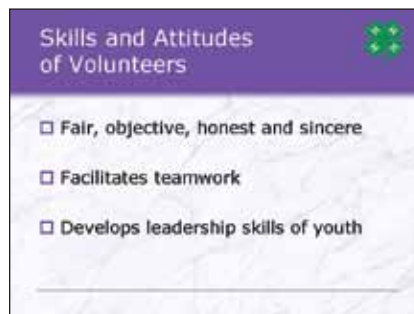 Skills and Attitudes
of Volunteers
Fair, objective, honest and sincere
Facilitates teamwork
Develops leadership skills of youth